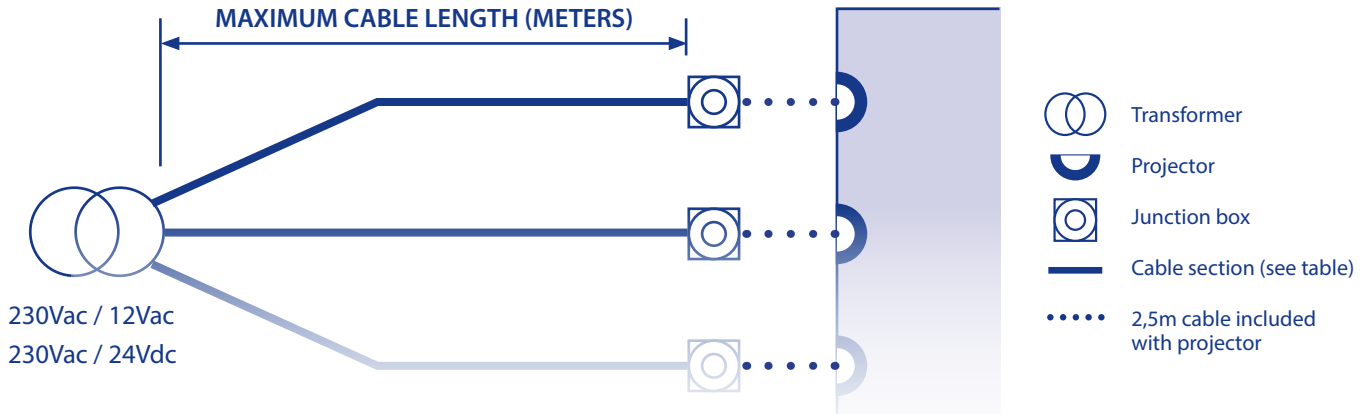 MAXIMUM CABLE LENGTH (METERS)
230Vac / 12Vac
230Vac / 24Vdc
Transformer
Projector
Junction box
Cable section (see table)
2,5m cable included
with projector